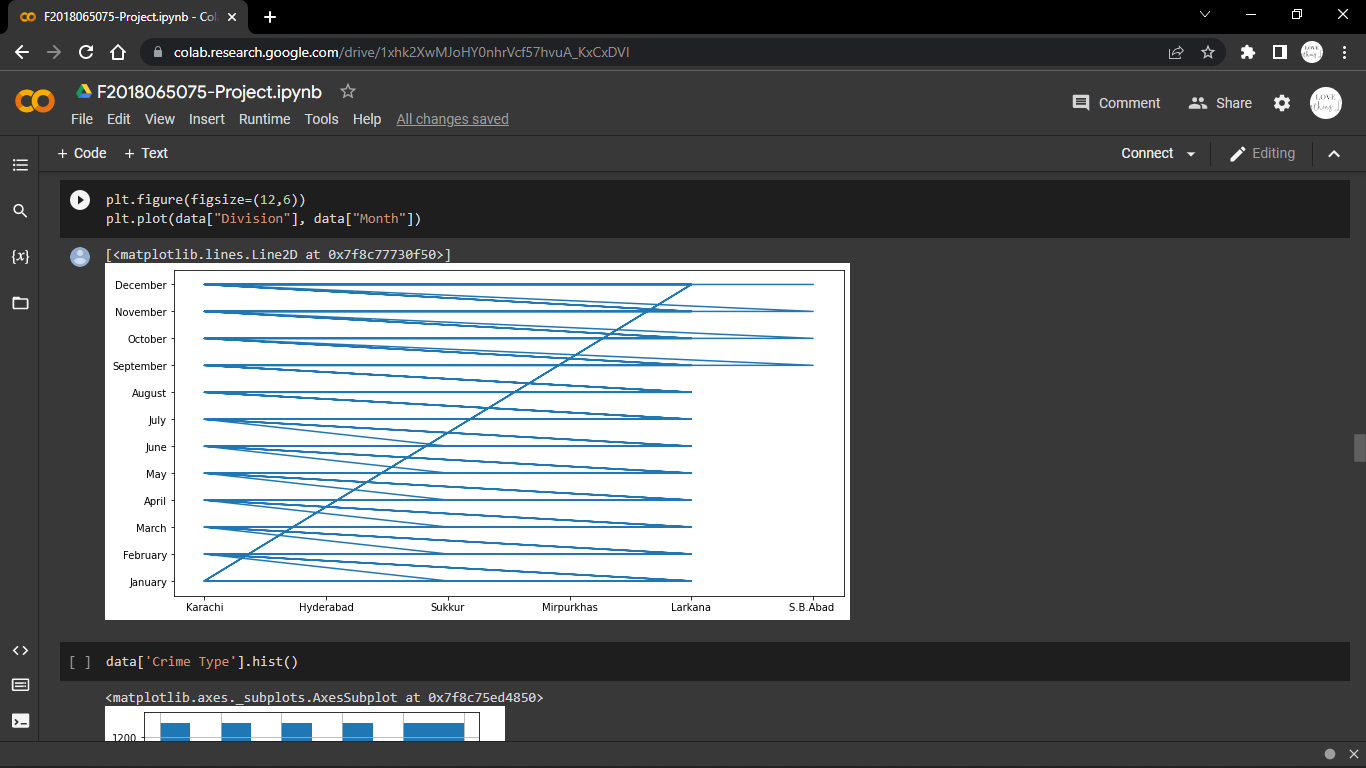 F2018065075-Project.ipynb - Col
colab.research.google.com/drive/1xhk2XwMJoHY0nhrVcf57hvuA_KxCxDVI
F2018065075-Project.ipynb
Comment
Share
File Edit View Insert Runtime Tools Help All changes saved
+ Code + Text
Connect
Editing
plt.figure(figsize=(12,6))
plt.plot(data["Division"], data["Month"])
{x}
[<matplotlib.lines.Line2D at 0x7f8c77730f50>]
December
November
October
September
August
July
June
May
April
March
February
January
Karachi Hyderabad Sukkur Mirpurkhas Larkana S.B.Abad
[ ] data['Crime Type'].hist()
<matplotlib.axes._subplots.AxesSubplot at 0x7f8c75ed4850>
1200